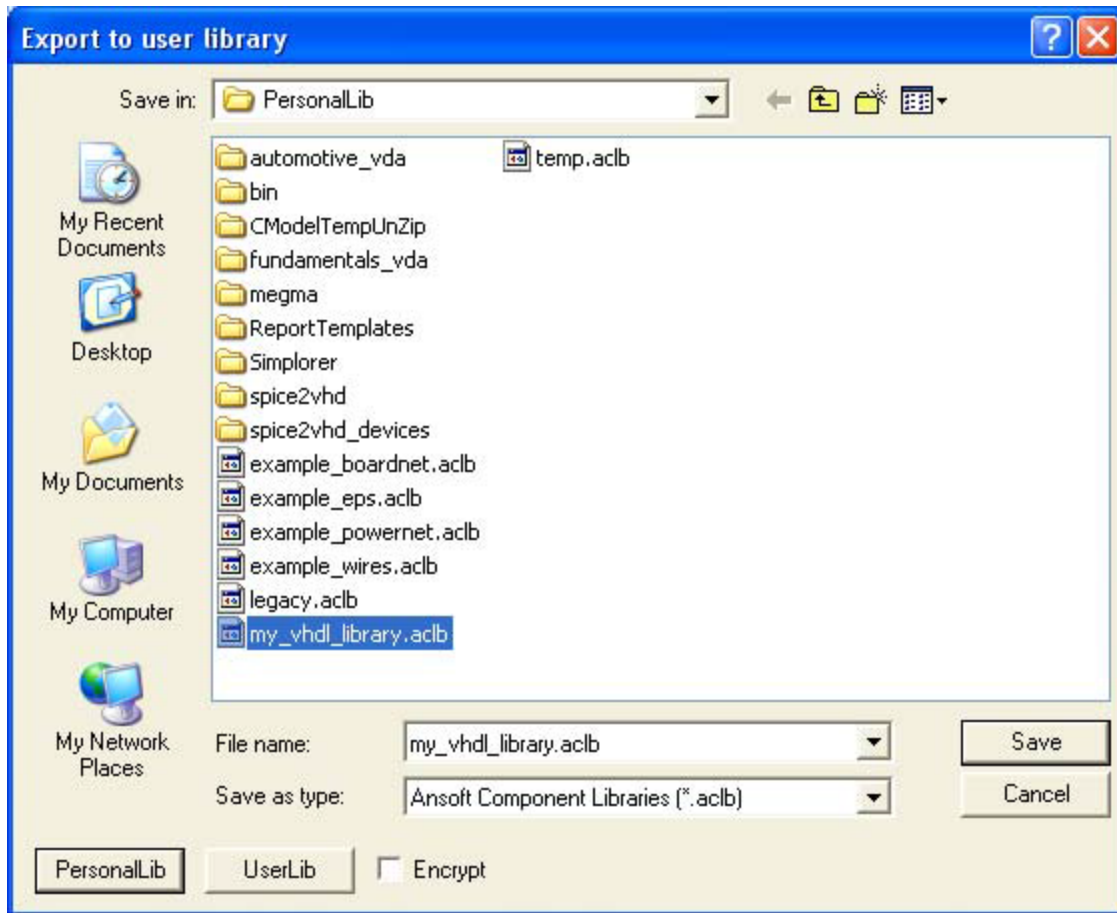 Export to user library
Save in:
PersonalLib
My Recent
Documents
Desktop
My Documents
My Computer
My Network
Places
automotive_vda
bin
CModelTempUnZip
fundamentals_vda
megma
ReportTemplates
Simplorer
spice2vhd
spice2vhd_devices
example_boardnet.aclb
example_eps.aclb
example_powernet.aclb
example_wires.aclb
legacy.aclb
my_vhdl_library.aclb
temp.aclb
File name:
my_vhdl_library.aclb
Save
Save as type:
Ansoft Component Libraries (*.aclb)
Cancel
PersonalLib
UserLib
Encrypt